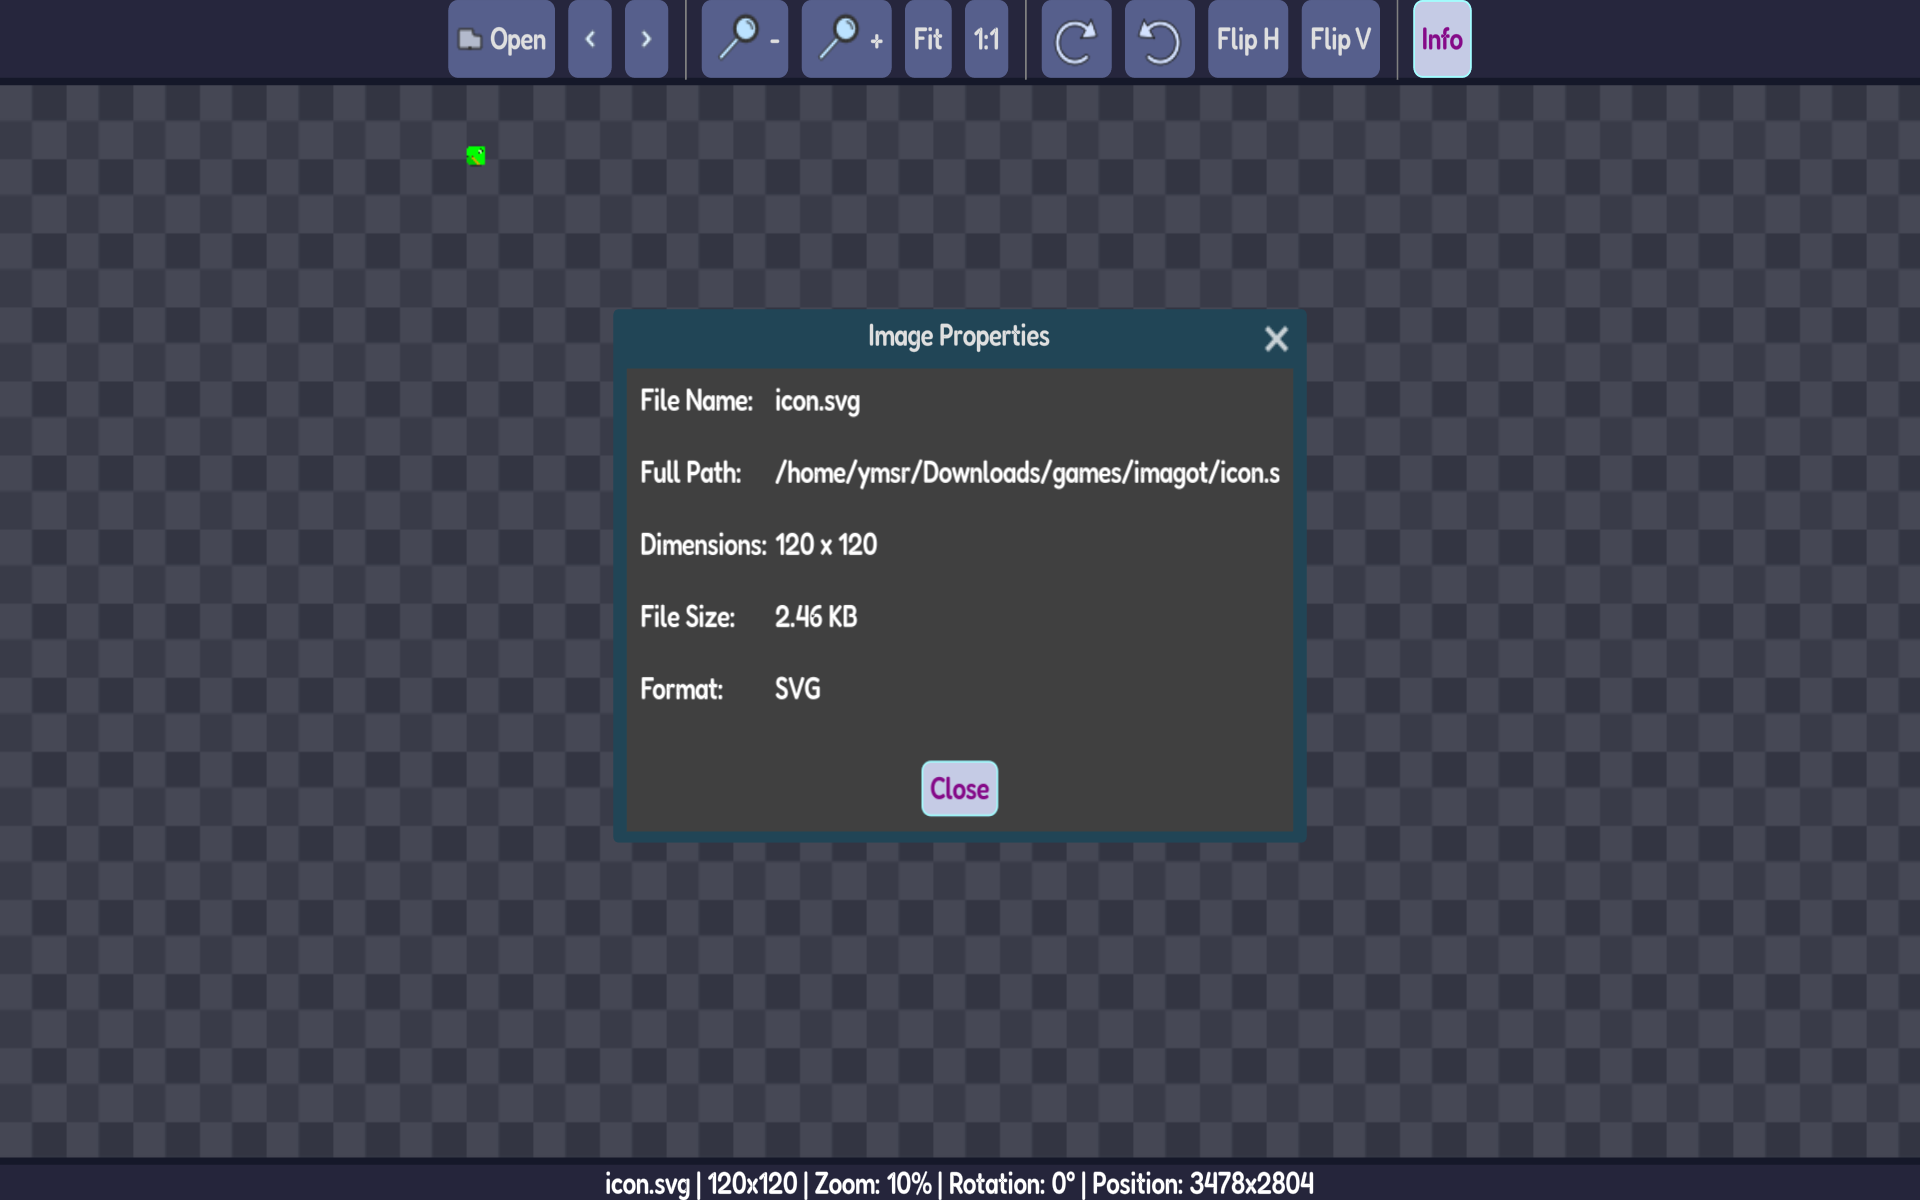 Open < > - + Fit 1:1 Flip H Flip V Info
Image Properties
File Name: icon.svg
Full Path: /home/ymsr/Downloads/games/imagot/icon.s
Dimensions: 120 x 120
File Size: 2.46 KB
Format: SVG
Close
icon.svg | 120x120 | Zoom: 10% | Rotation: 0° | Position: 3478x2804